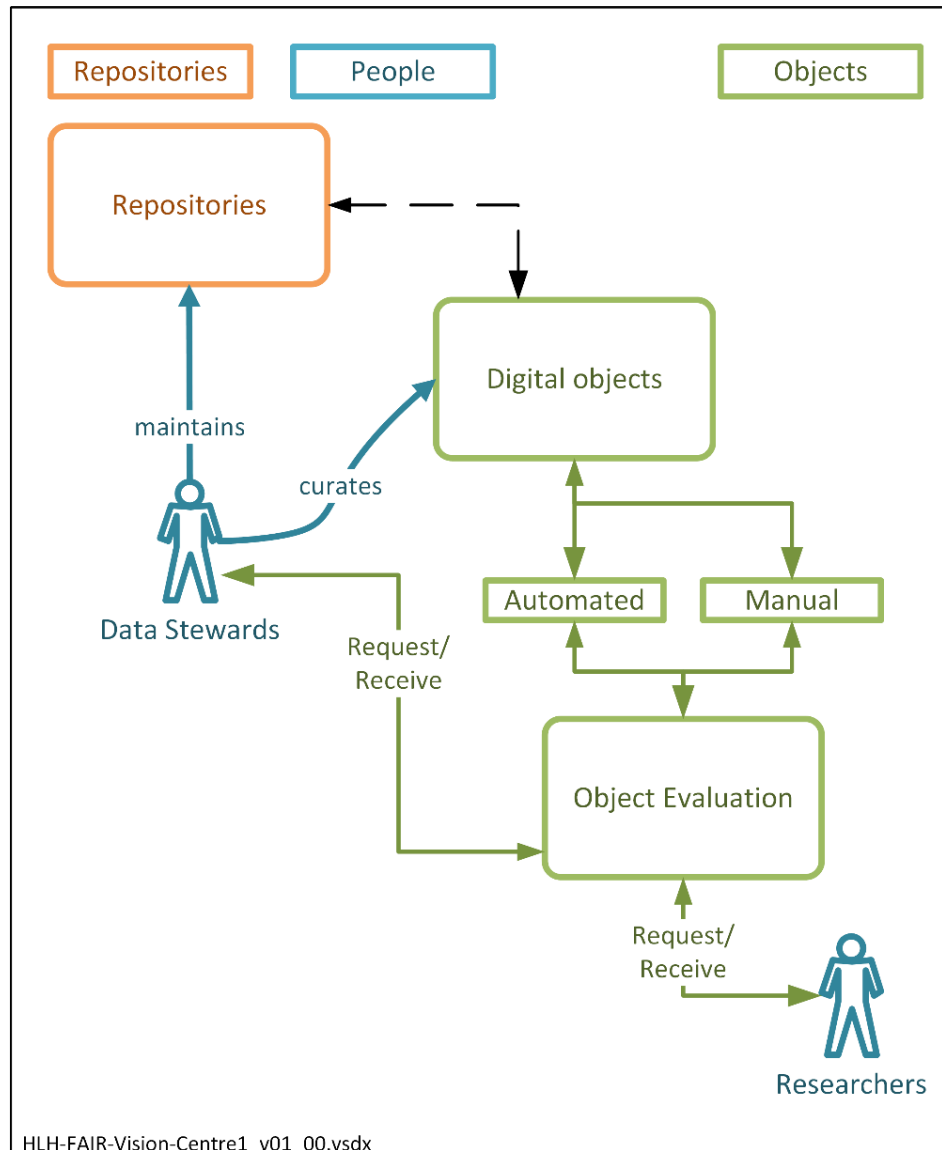 Repositories
People
Objects
Repositories
Digital objects
maintains
curates
Data Stewards
Automated
Manual
Request/
Receive
Object Evaluation
Request/
Receive
Researchers
HLH-FAIR-Vision-Centre1_v01_00.vsdx